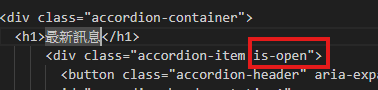 <div class="accordion-container">
<h1>最新訊息</h1>
<div class="accordion-item is-open">
<button class="accordion-header" aria-expa